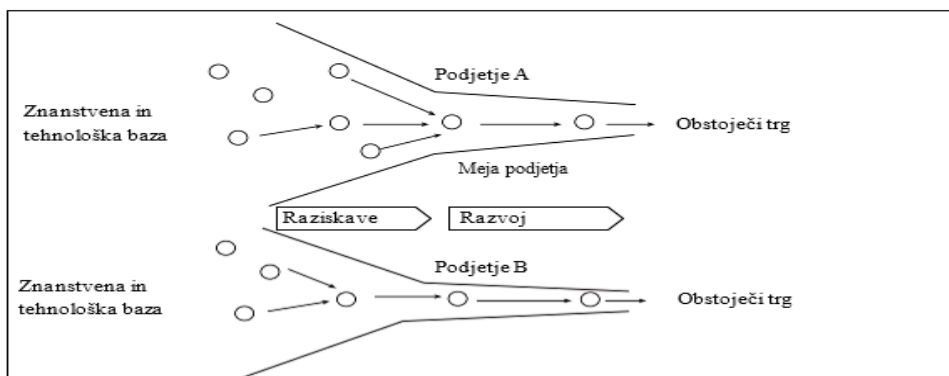 Podjetje A
Znanstvena in
tehnološka baza
Obstoječi trg
Meja podjetja
Raziskave
Razvoj
Podjetje B
Znanstvena in
tehnološka baza
Obstoječi trg